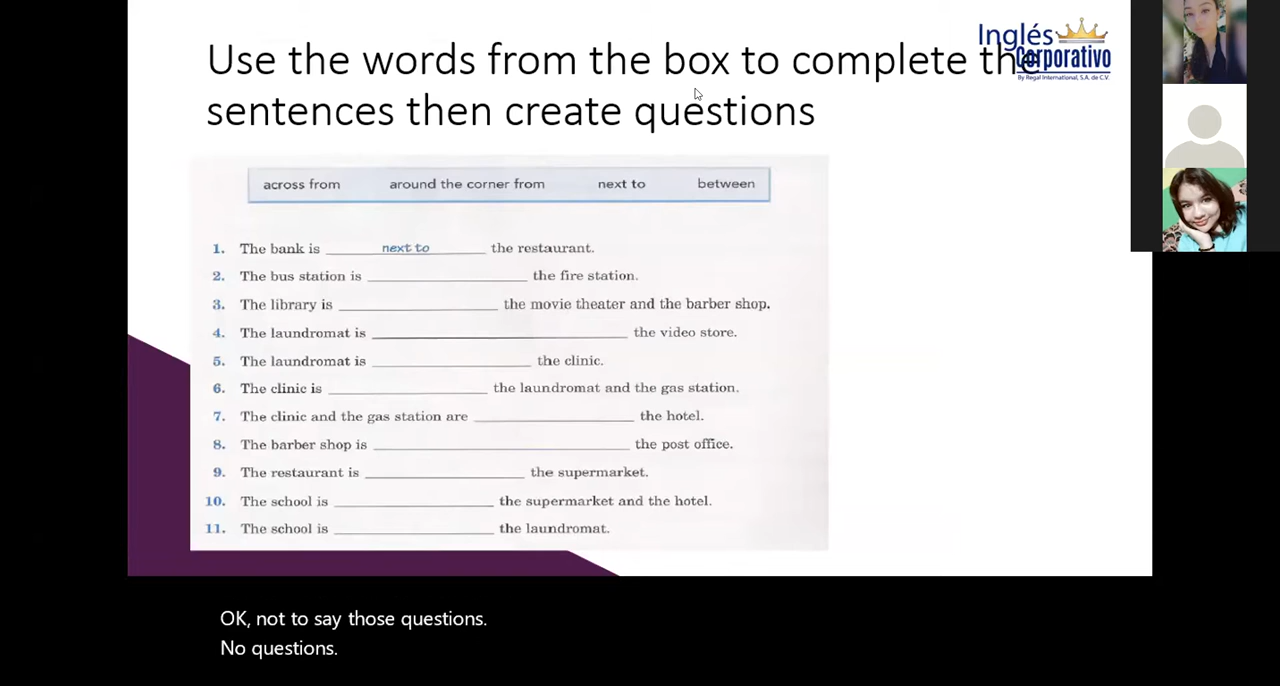 Use the words from the box to complete the
sentences then create questions
Inglés
Corporativo
By Regal International, S.A. de C.V.
across from around the corner from next to between
1. The bank is next to the restaurant.
2. The bus station is the fire station.
3. The library is the movie theater and the barber shop.
4. The laundromat is the video store.
5. The laundromat is the clinic.
6. The clinic is the laundromat and the gas station.
7. The clinic and the gas station are the hotel.
8. The barber shop is the post office.
9. The restaurant is the supermarket.
10. The school is the supermarket and the hotel.
11. The school is the laundromat.
OK, not to say those questions.
No questions.